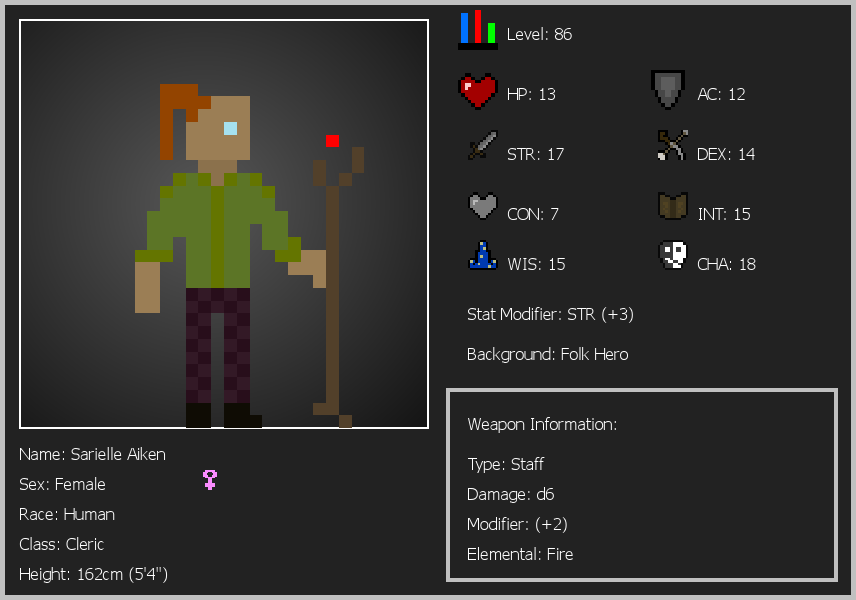 Level: 86
HP: 13
AC: 12
STR: 17
DEX: 14
CON: 7
INT: 15
WIS: 15
CHA: 18
Stat Modifier: STR (+3)
Background: Folk Hero
Weapon Information:
Type: Staff
Damage: d6
Modifier: (+2)
Elemental: Fire
Name: Sarielle Aiken
Sex: Female
Race: Human
Class: Cleric
Height: 162cm (5'4")